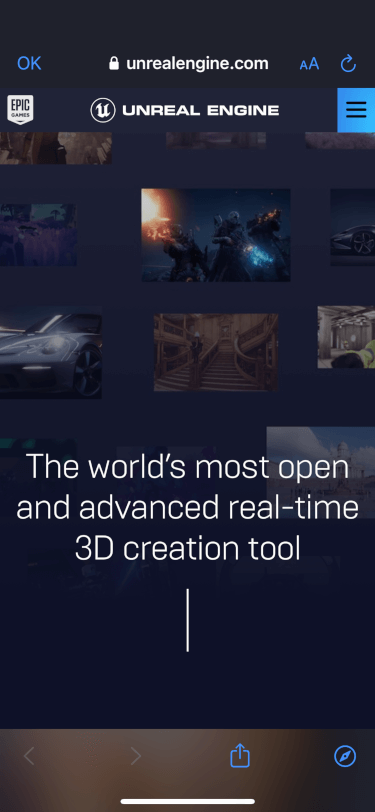 OK
unrealengine.com
AA
EPIC
GAMES
UNREAL ENGINE
The world's most open
and advanced real-time
3D creation tool